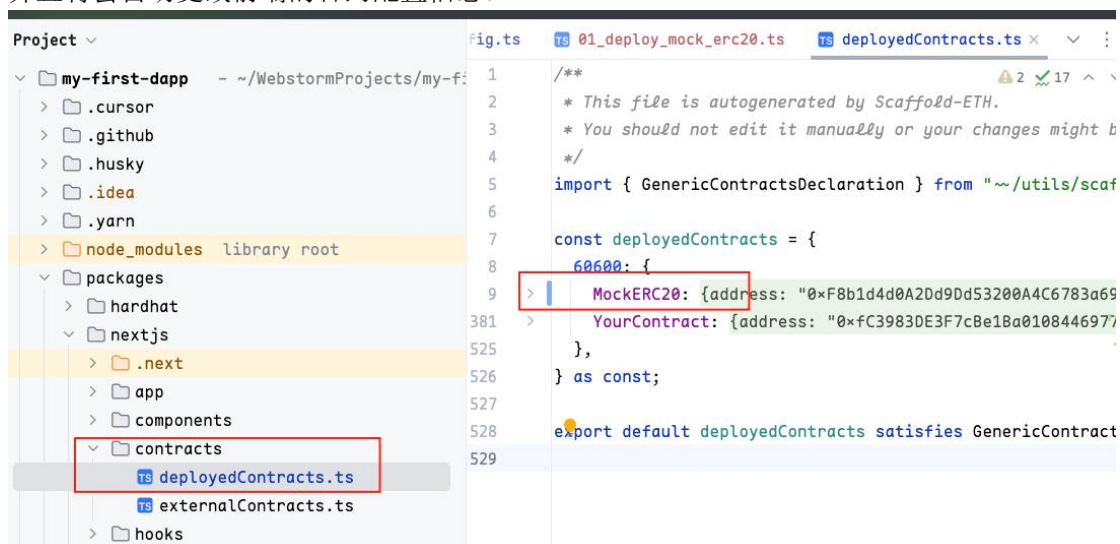 Project
my-first-dapp – ~/WebstormProjects/my-fi
.cursor
.github
.husky
.idea
.yarn
node_modules library root
packages
hardhat
nextjs
.next
app
components
contracts
deployedContracts.ts
externalContracts.ts
hooks
fig.ts 01_deploy_mock_erc20.ts deployedContracts.ts
2 17
1 /**
2 * This file is autogenerated by Scaffold-ETH.
3 * You should not edit it manually or your changes might b
4 */
5 import { GenericContractsDeclaration } from "~~/utils/scaf
6
7 const deployedContracts = {
8 60600: {
9 MockERC20: {address: "0xF8b1d4d0A2Dd9Dd53200A4C6783a69
381 YourContract: {address: "0xfC3983DE3F7cBe1Ba0108446977
525 },
526 } as const;
527
528 export default deployedContracts satisfies GenericContract
529